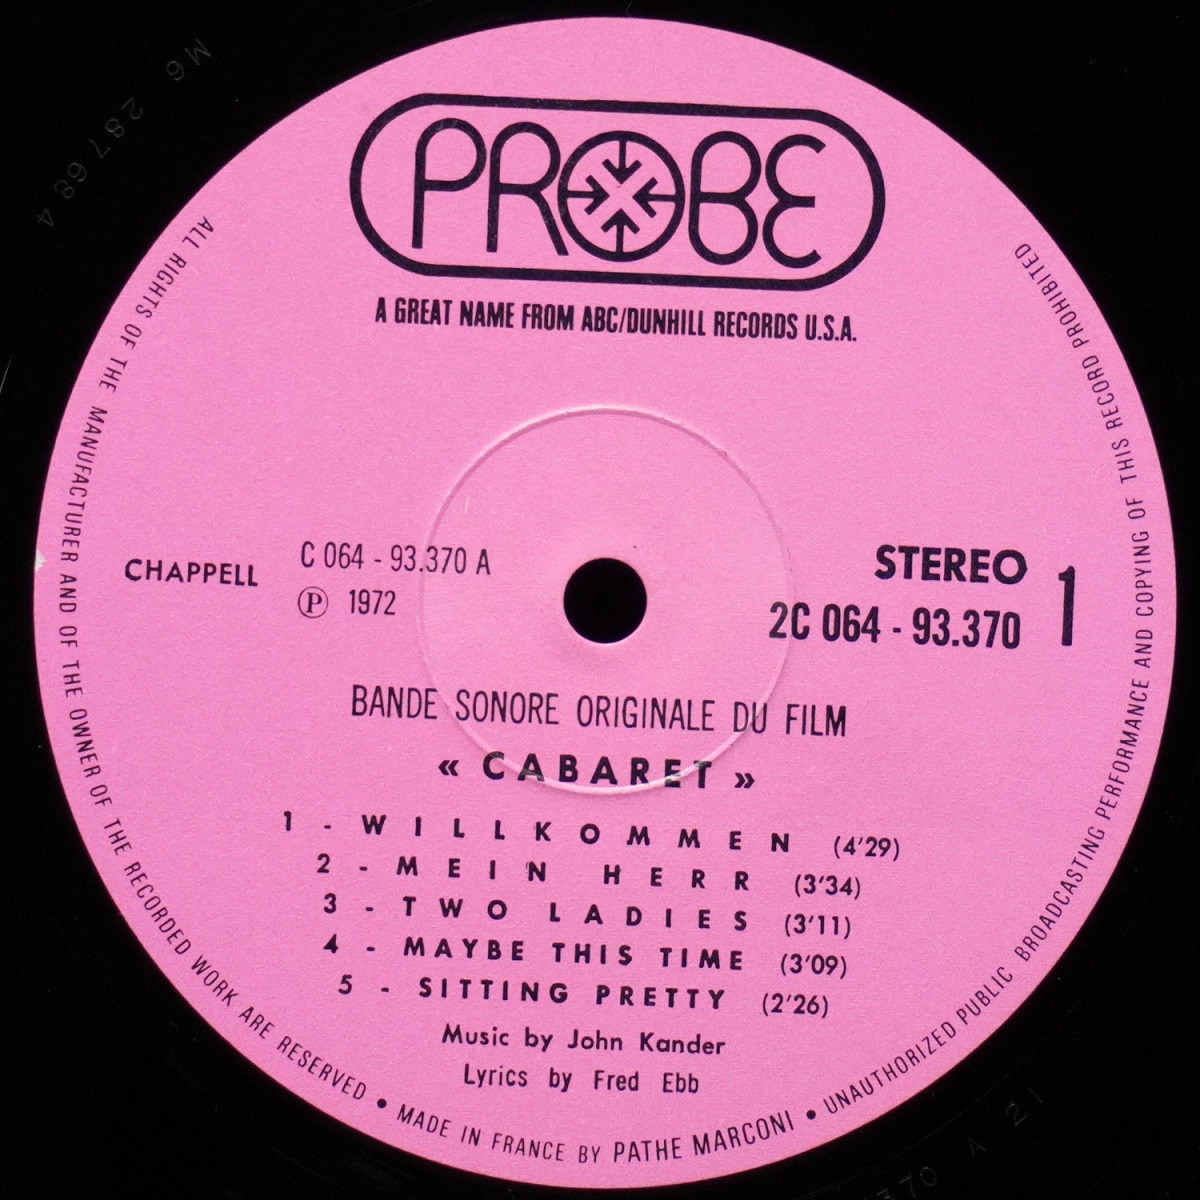 PROBE
A GREAT NAME FROM ABC/DUNHILL RECORDS U.S.A.
CHAPPELL
C 064 - 93.370 A
Ⓟ 1972
STEREO
2C 064 - 93.370
1
BANDE SONORE ORIGINALE DU FILM
« CABARET »
1 - WILLKOMMEN (4'29)
2 - MEIN HERR (3'34)
3 - TWO LADIES (3'11)
4 - MAYBE THIS TIME (3'09)
5 - SITTING PRETTY (2'26)
Music by John Kander
Lyrics by Fred Ebb
ALL RIGHTS OF THE MANUFACTURER AND OF THE OWNER OF THE RECORDED WORK ARE RESERVED • MADE IN FRANCE BY PATHE MARCONI • UNAUTHORIZED PUBLIC BROADCASTING PERFORMANCE AND COPYING OF THIS RECORD PROHIBITED
M6 28768 4
370 A 21